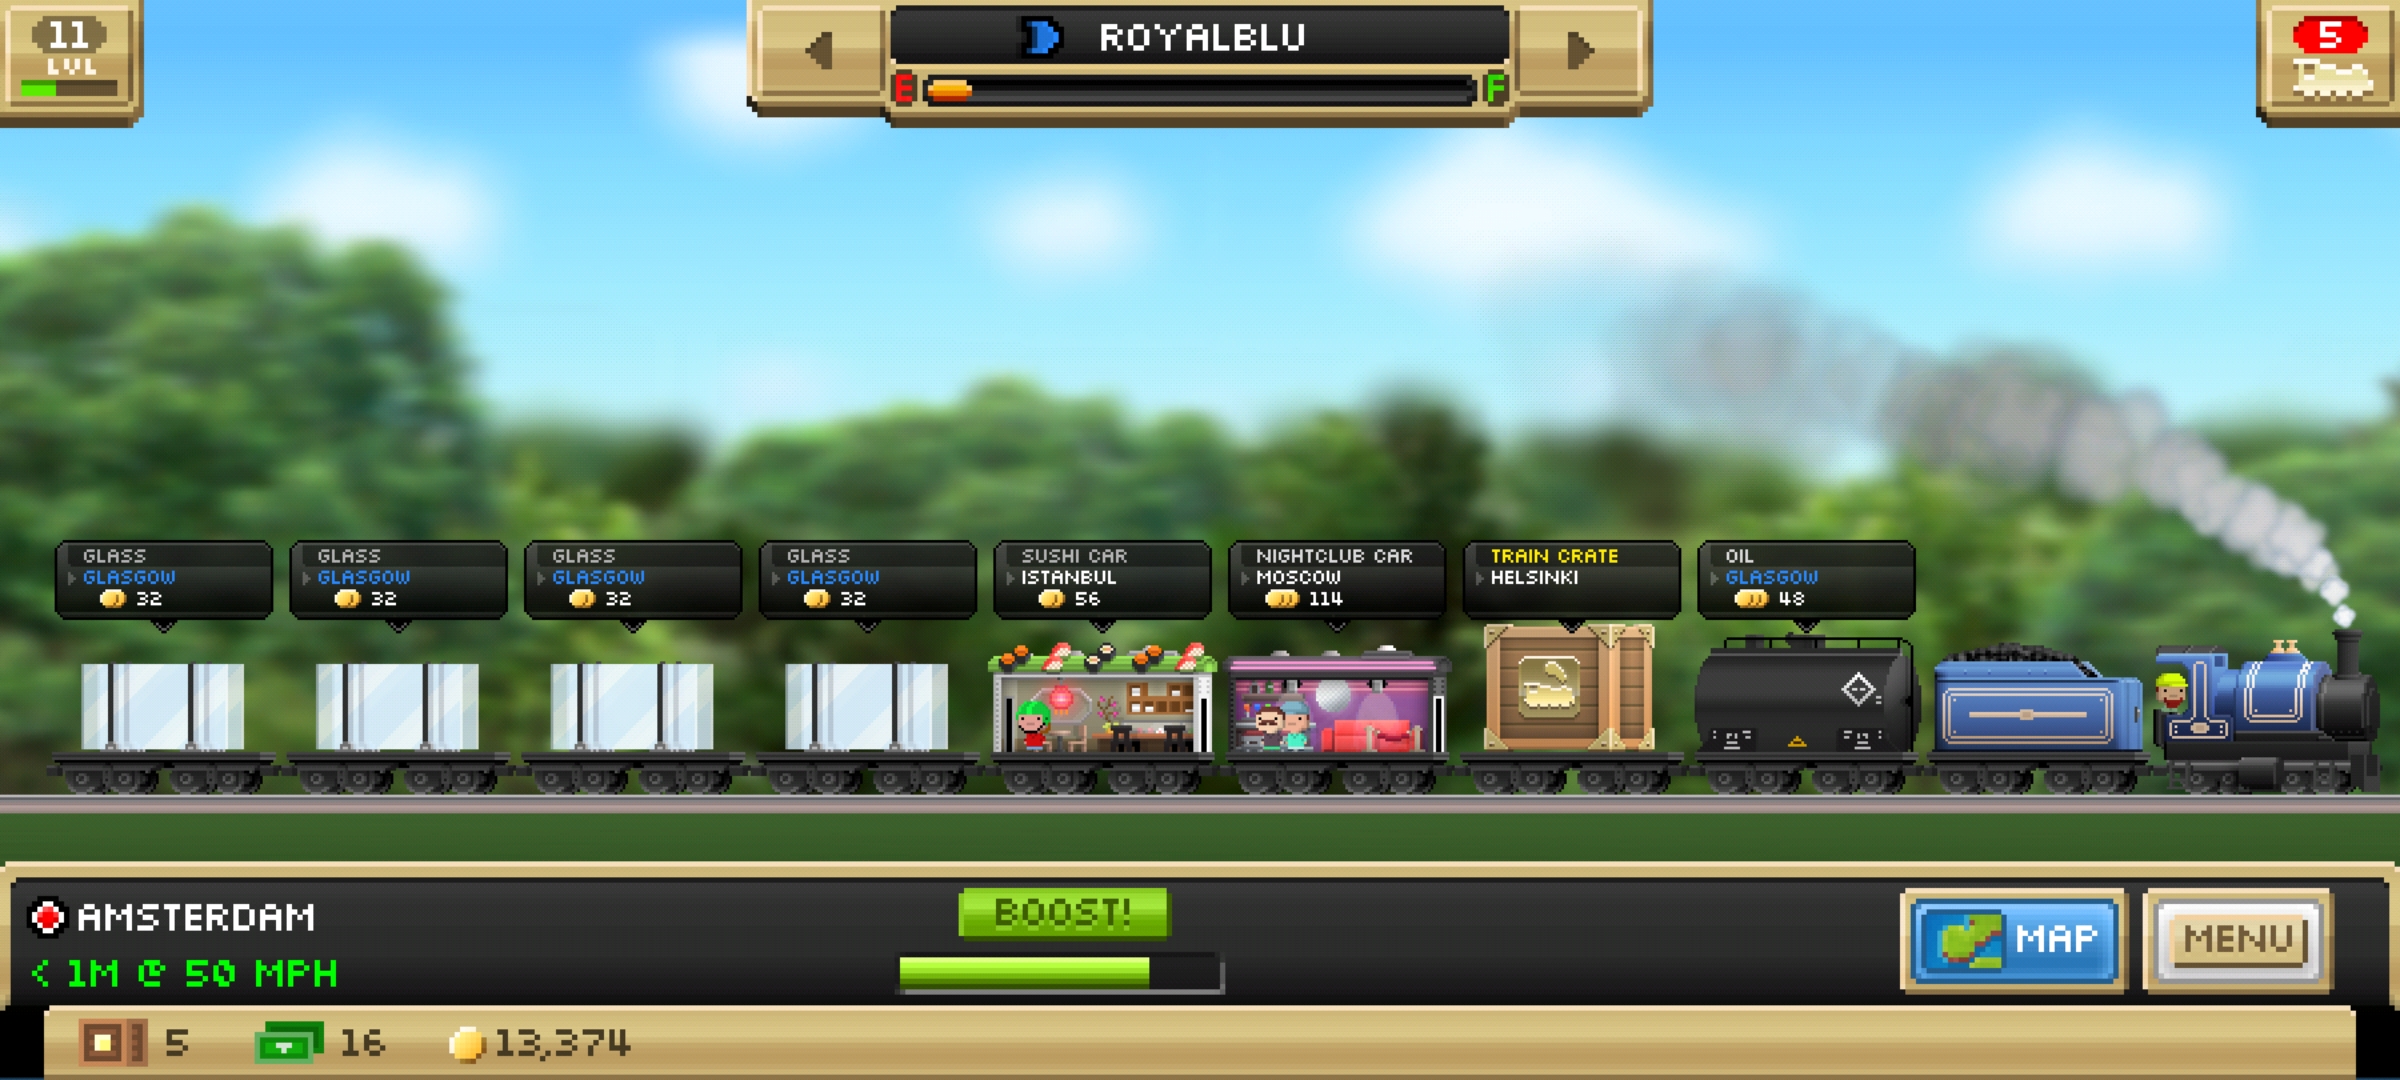 11
LVL
ROYALBLU
E
F
5
GLASS
GLASGOW
32
GLASS
GLASGOW
32
GLASS
GLASGOW
32
GLASS
GLASGOW
32
SUSHI CAR
ISTANBUL
56
NIGHTCLUB CAR
MOSCOW
114
TRAIN CRATE
HELSINKI
OIL
GLASGOW
48
AMSTERDAM
< 1M @ 50 MPH
BOOST!
MAP
MENU
5
16
13,374